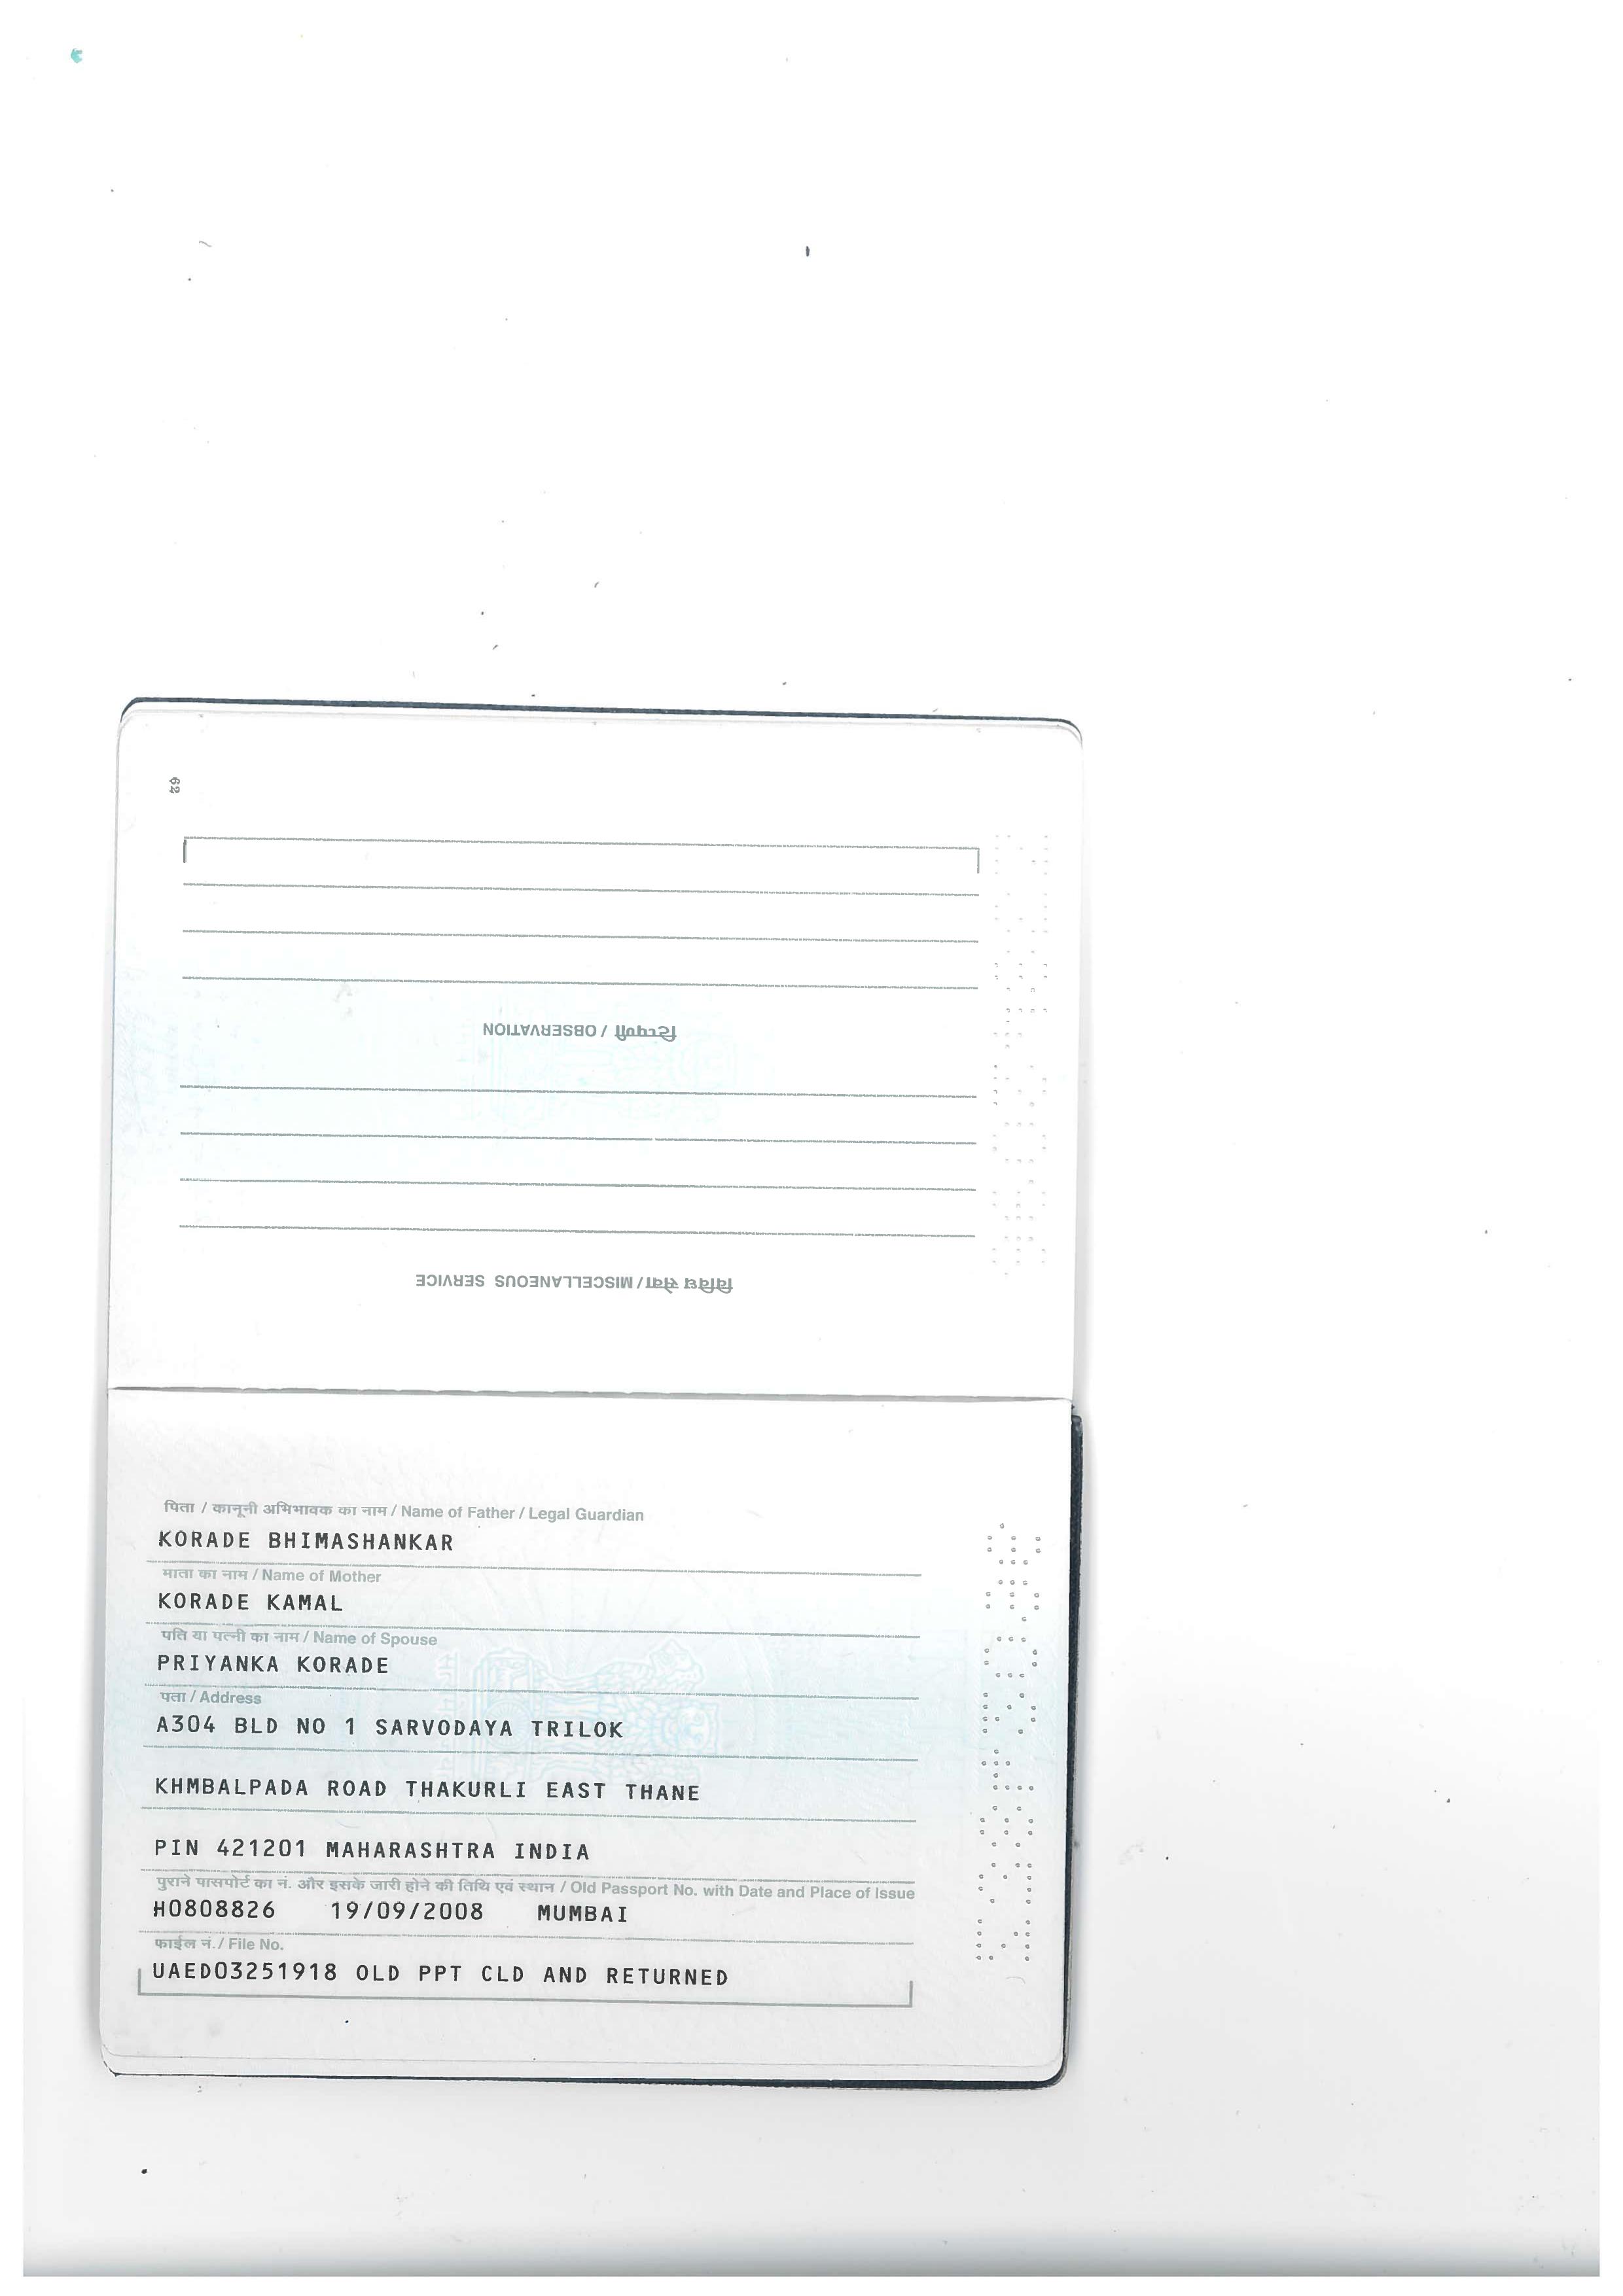 62
टिप्पणी / OBSERVATION
विविध सेवा / MISCELLANEOUS SERVICE
पिता / कानूनी अभिभावक का नाम / Name of Father / Legal Guardian
KORADE BHIMASHANKAR
माता का नाम / Name of Mother
KORADE KAMAL
पति या पत्नी का नाम / Name of Spouse
PRIYANKA KORADE
पता / Address
A304 BLD NO 1 SARVODAYA TRILOK
KHMBALPADA ROAD THAKURLI EAST THANE
PIN 421201 MAHARASHTRA INDIA
पुराने पासपोर्ट का नं. और इसके जारी होने की तिथि एवं स्थान / Old Passport No. with Date and Place of Issue
H0808826 19/09/2008 MUMBAI
फाईल नं. / File No.
UAED03251918 OLD PPT CLD AND RETURNED